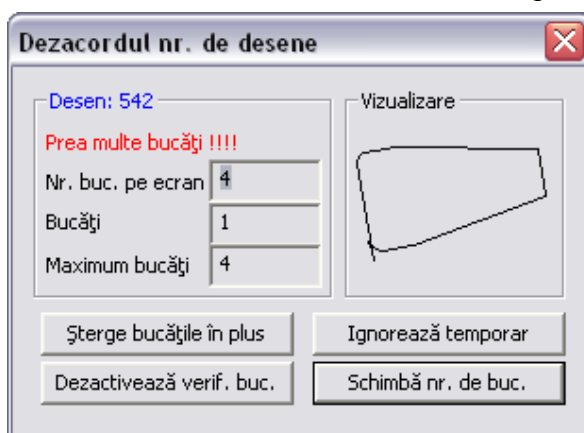 Dezacordul nr. de desene
Desen: 542
Prea multe bucăţi !!!!
Nr. buc. pe ecran 4
Bucăţi 1
Maximum bucăţi 4
Vizualizare
Şterge bucăţile în plus
Ignorează temporar
Dezactivează verif. buc.
Schimbă nr. de buc.